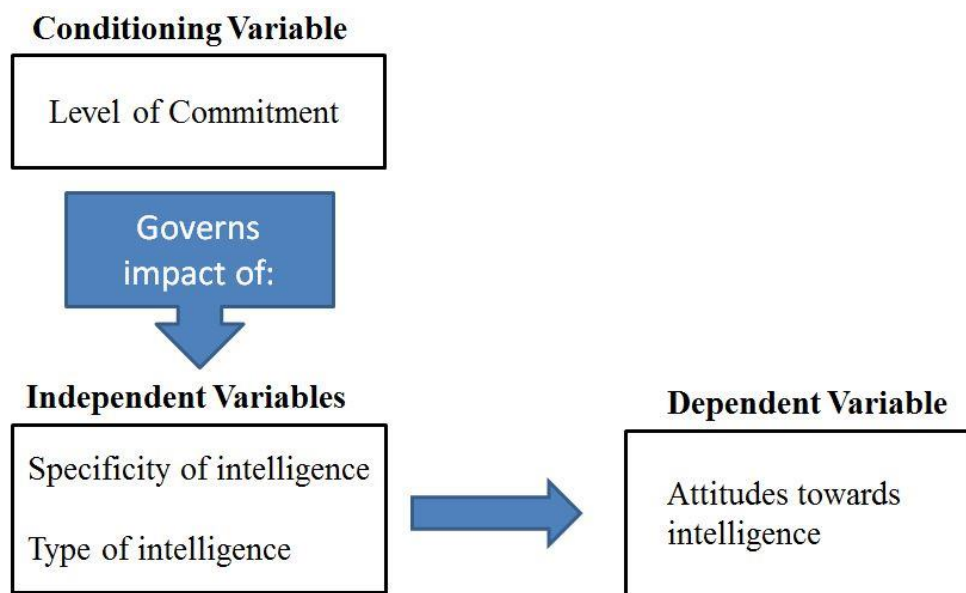 Conditioning Variable
Level of Commitment
Governs
impact of:
Independent Variables
Specificity of intelligence
Type of intelligence
Dependent Variable
Attitudes towards
intelligence